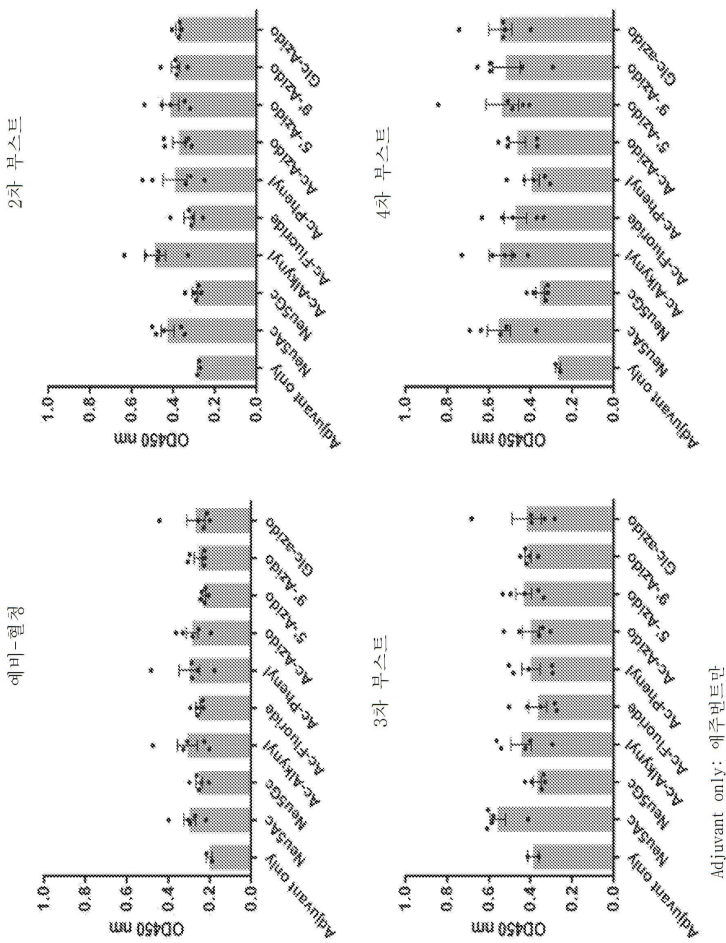 예비-혈청
OD450 nm
1.0
0.8
0.6
0.4
0.2
0.0
Adjuvant only
Neu5Ac
Neu5Gc
Ac-Alkynyl
Ac-Fluoride
Ac-Phenyl
Ac-Azido
5'-Azido
9'-Azido
Glc-azido
2차 부스트
OD450 nm
1.0
0.8
0.6
0.4
0.2
0.0
Adjuvant only
Neu5Ac
Neu5Gc
Ac-Alkynyl
Ac-Fluoride
Ac-Phenyl
Ac-Azido
5'-Azido
9'-Azido
Glc-Azido
3차 부스트
OD450 nm
1.0
0.8
0.6
0.4
0.2
0.0
Adjuvant only
Neu5Ac
Neu5Gc
Ac-Alkynyl
Ac-Fluoride
Ac-Phenyl
Ac-Azido
5'-Azido
9'-Azido
Glc-azido
4차 부스트
OD450 nm
1.0
0.8
0.6
0.4
0.2
0.0
Adjuvant only
Neu5Ac
Neu5Gc
Ac-Alkynyl
Ac-Fluoride
Ac-Phenyl
Ac-Azido
5'-Azido
9'-Azido
Glc-azido
Adjuvant only: 애주번트만